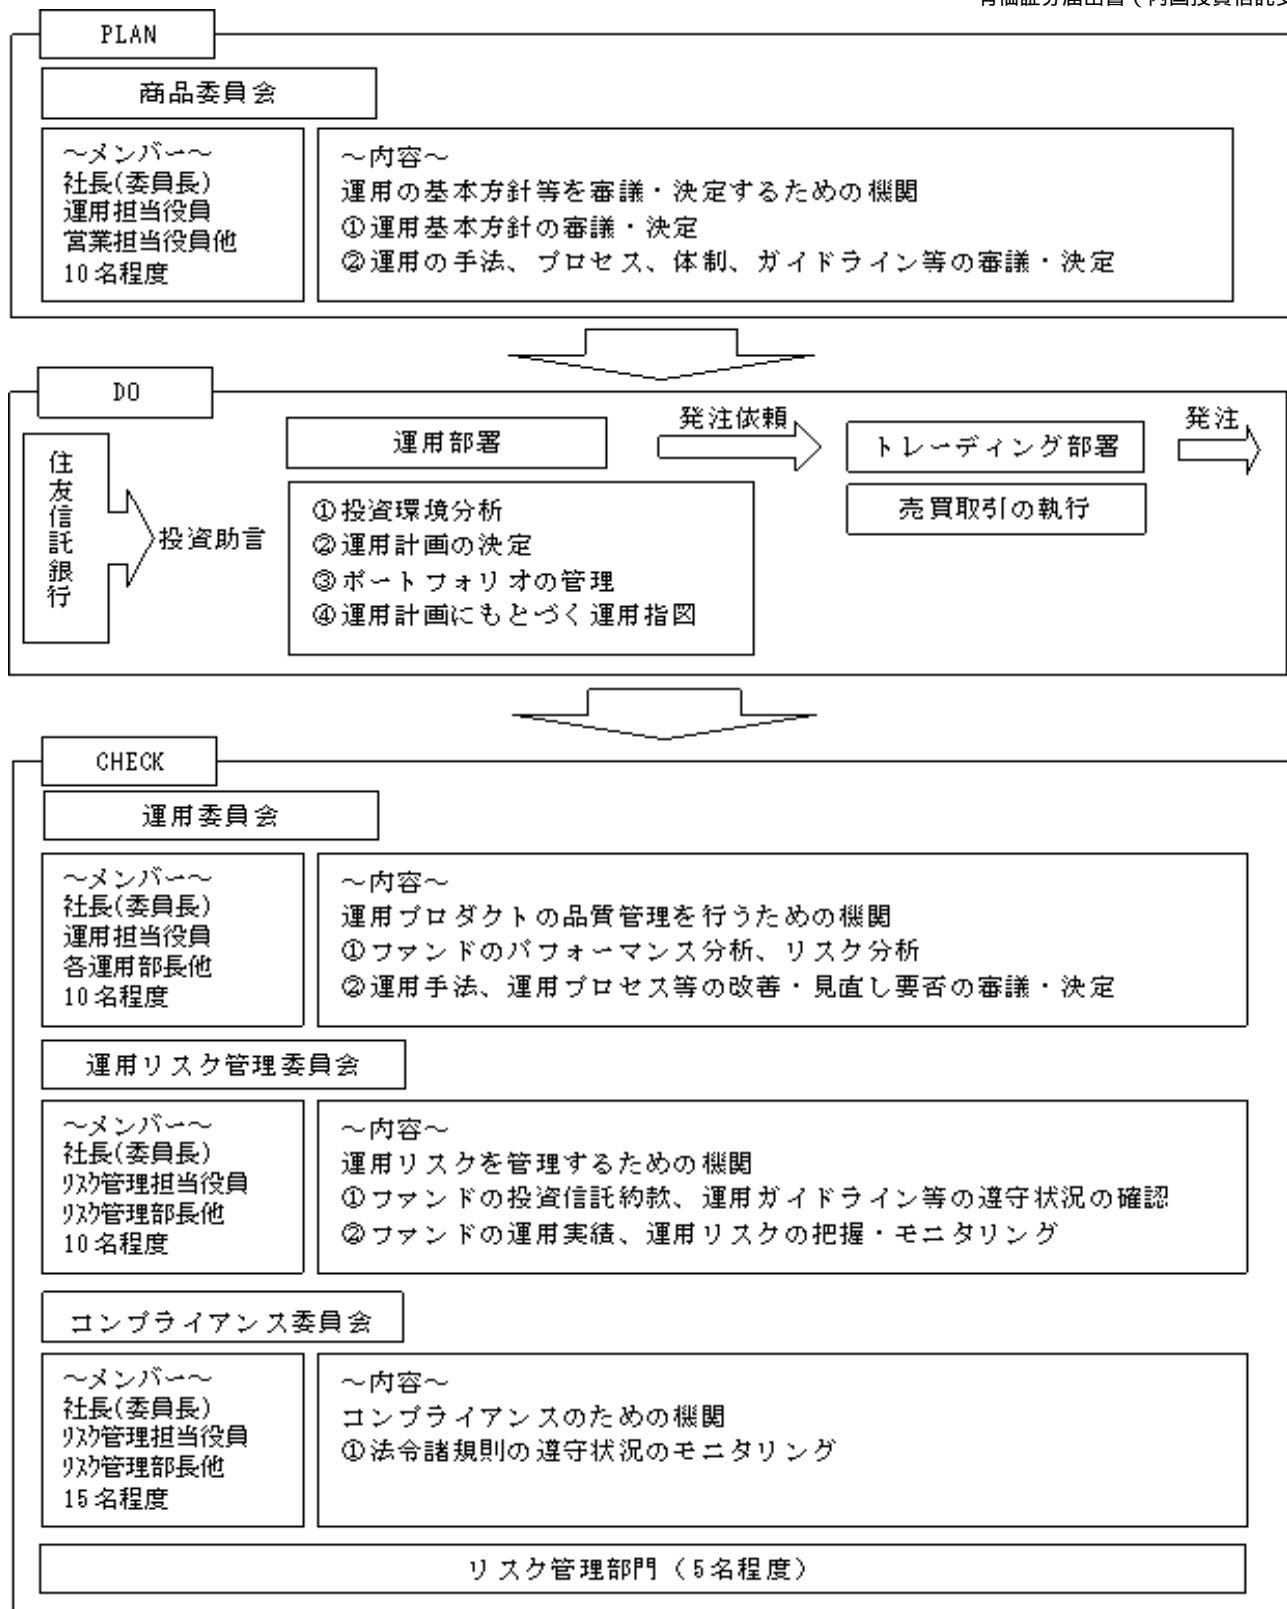 PLAN
商品委員会
～メンバー～
社長(委員長)
運用担当役員
営業担当役員他
10名程度
～内容～
運用の基本方針等を審議・決定するための機関
①運用基本方針の審議・決定
②運用の手法、プロセス、体制、ガイドライン等の審議・決定
DO
住友信託銀行
投資助言
運用部署
①投資環境分析
②運用計画の決定
③ポートフォリオの管理
④運用計画にもとづく運用指図
発注依頼
トレーディング部署
売買取引の執行
発注
CHECK
運用委員会
～メンバー～
社長(委員長)
運用担当役員
各運用部長他
10名程度
～内容～
運用プロダクトの品質管理を行うための機関
①ファンドのパフォーマンス分析、リスク分析
②運用手法、運用プロセス等の改善・見直し要否の審議・決定
運用リスク管理委員会
～メンバー～
社長(委員長)
ﾘｽｸ管理担当役員
ﾘｽｸ管理部長他
10名程度
～内容～
運用リスクを管理するための機関
①ファンドの投資信託約款、運用ガイドライン等の遵守状況の確認
②ファンドの運用実績、運用リスクの把握・モニタリング
コンプライアンス委員会
～メンバー～
社長(委員長)
ﾘｽｸ管理担当役員
ﾘｽｸ管理部長他
15名程度
～内容～
コンプライアンスのための機関
①法令諸規則の遵守状況のモニタリング
リスク管理部門（5名程度）